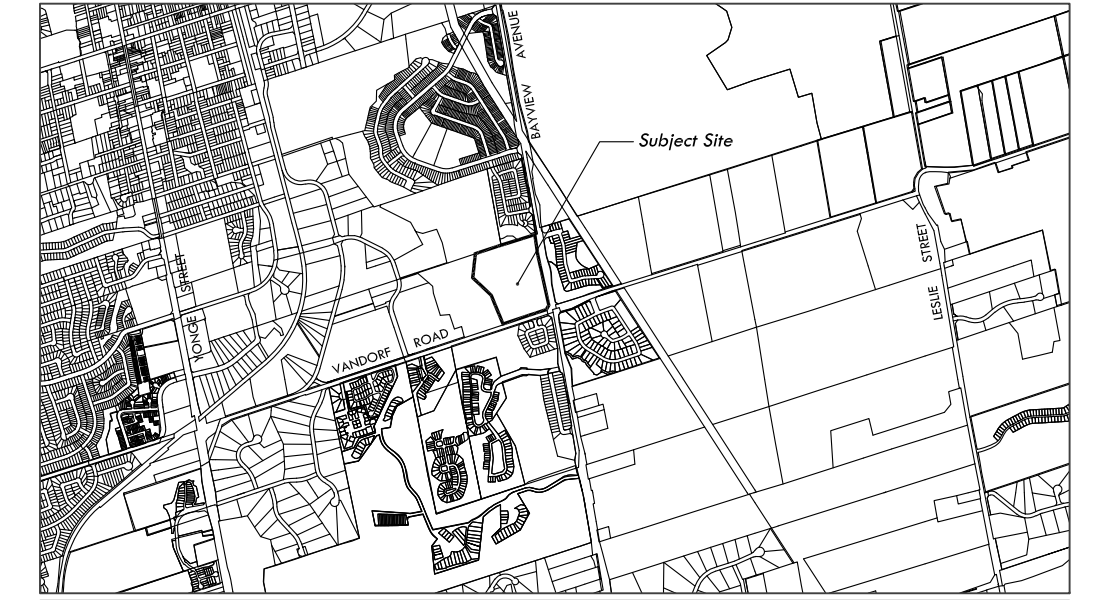 BAYVIEW AVENUE
Subject Site
YONGE STREET
VANDORF ROAD
LESLIE STREET